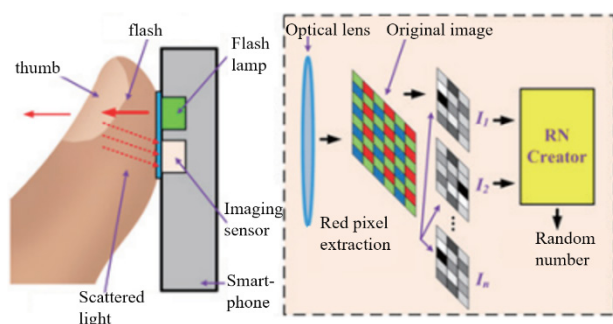 flash
thumb
Flash
lamp
Imaging
sensor
Smart-
phone
Scattered
light
Optical lens
Original image
Red pixel
extraction
I1
I2
In
RN
Creator
Random
number